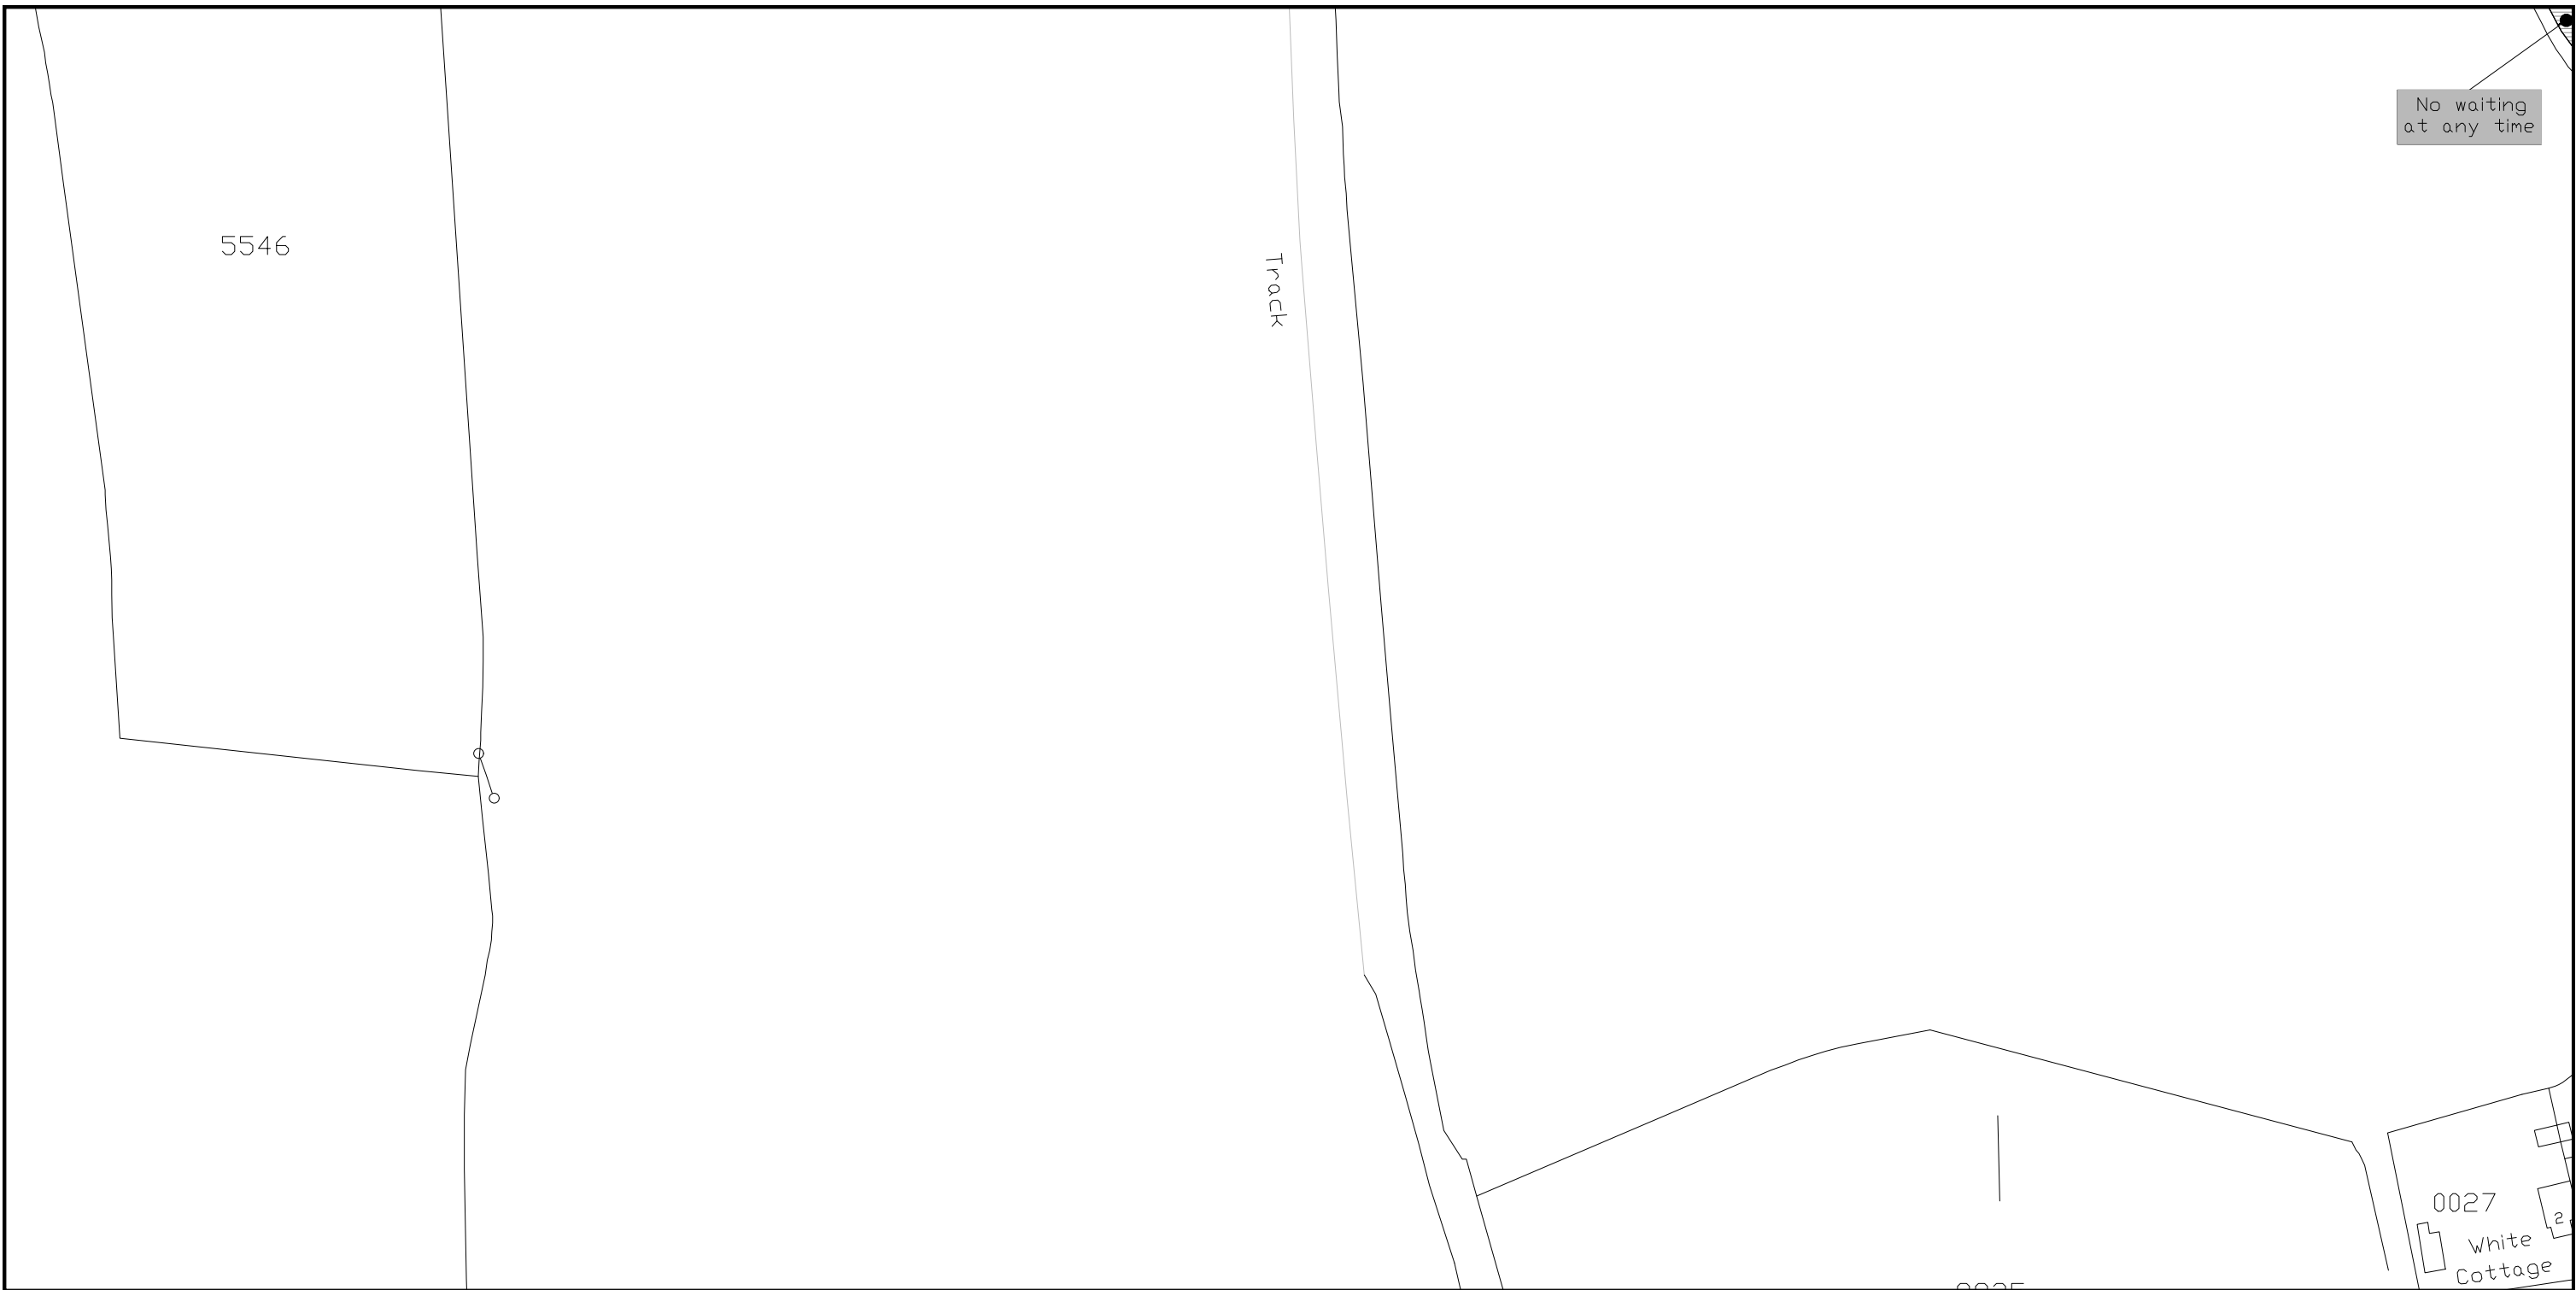 No waiting
at any time
5546
Track
0027
2
White
Cottage